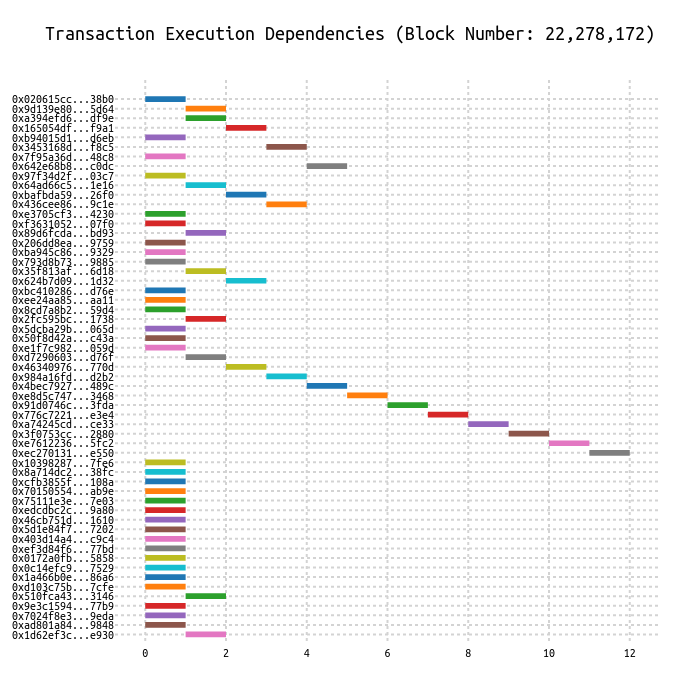 Transaction Execution Dependencies (Block Number: 22,278,172)
0x020615cc...38b0
0x9d139e80...5d64
0xa394efd6...df9e
0x165054df...f9a1
0xb94015d1...d6eb
0x3453168d...f8c5
0x7f95a36d...48c8
0x642e68b8...c0dc
0x97f34d2f...03c7
0x64ad66c5...1e16
0xbafbda59...26f0
0x436cee86...9c1e
0xe3705cf3...4230
0xf3631052...07f0
0x89d6fcda...bd93
0x206dd8ea...9759
0xba945c86...9329
0x793d8b73...9885
0x35f813af...6d18
0x624b7d09...1d32
0xbc410286...d76e
0xee24aa85...aa11
0x8cd7a8b2...59d4
0x2fc595bc...1738
0x5dcba29b...065d
0x50f8d42a...c43a
0xe1f7c982...059d
0xd7290603...d76f
0x46340976...770d
0x984a16fd...d2b2
0x4bec7927...489c
0xe8d5c747...3468
0x91d0746c...3fda
0x776c7221...e3e4
0xa74245cd...ce33
0x3f0753cc...2880
0xe7612236...5fc2
0xec270131...e550
0x10398287...7fe6
0x8a714dc2...38fc
0xcfb3855f...108a
0x70150554...ab9e
0x75111e3e...7e03
0xedcdbc2c...9a80
0x46cb751d...1610
0x5d1e84f7...7202
0x403d14a4...c9c4
0xef3d84f6...77bd
0x0172a0fb...5858
0x0c14efc9...7529
0x1a466b0e...86a6
0xd103c75b...7cfe
0x510fca43...3146
0x9e3c1594...77b9
0x7024f8e3...9eda
0xad801a84...9848
0x1d62ef3c...e930
0 2 4 6 8 10 12